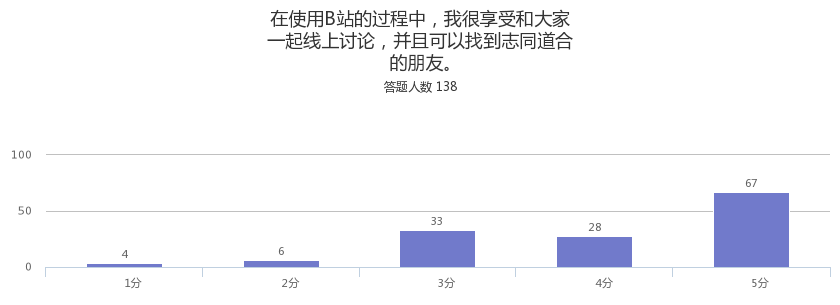 在使用B站的过程中，我很享受和大家
一起线上讨论，并且可以找到志同道合
的朋友。
答题人数 138
100
50
0
4
6
33
28
67
1分
2分
3分
4分
5分